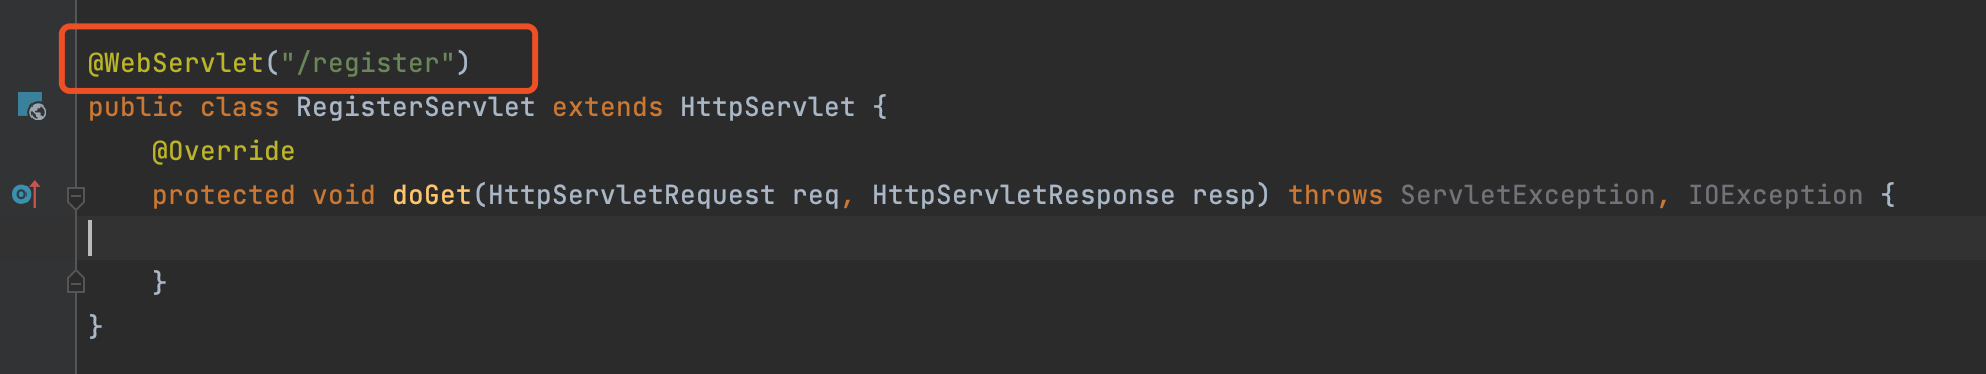 @WebServlet("/register")
public class RegisterServlet extends HttpServlet {
    @Override
    protected void doGet(HttpServletRequest req, HttpServletResponse resp) throws ServletException, IOException {
    }
}